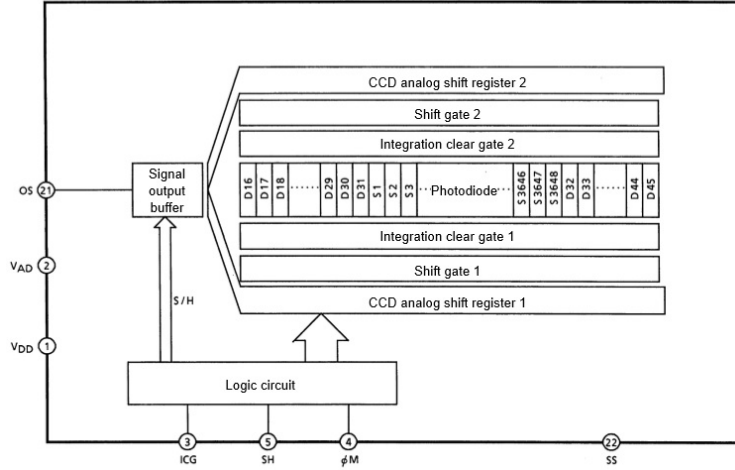 CCD analog shift register 2
Shift gate 2
Integration clear gate 2
OS 21
Signal
output
buffer
D16 D17 D18 ...... D29 D30 D31 S1 S2 S3 ... Photodiode ... S3646 S3647 S3648 D32 D33 ...... D44 D45
Integration clear gate 1
VAD 2
Shift gate 1
S/H
CCD analog shift register 1
VDD 1
Logic circuit
3 5 4 22
ICG SH ϕM SS